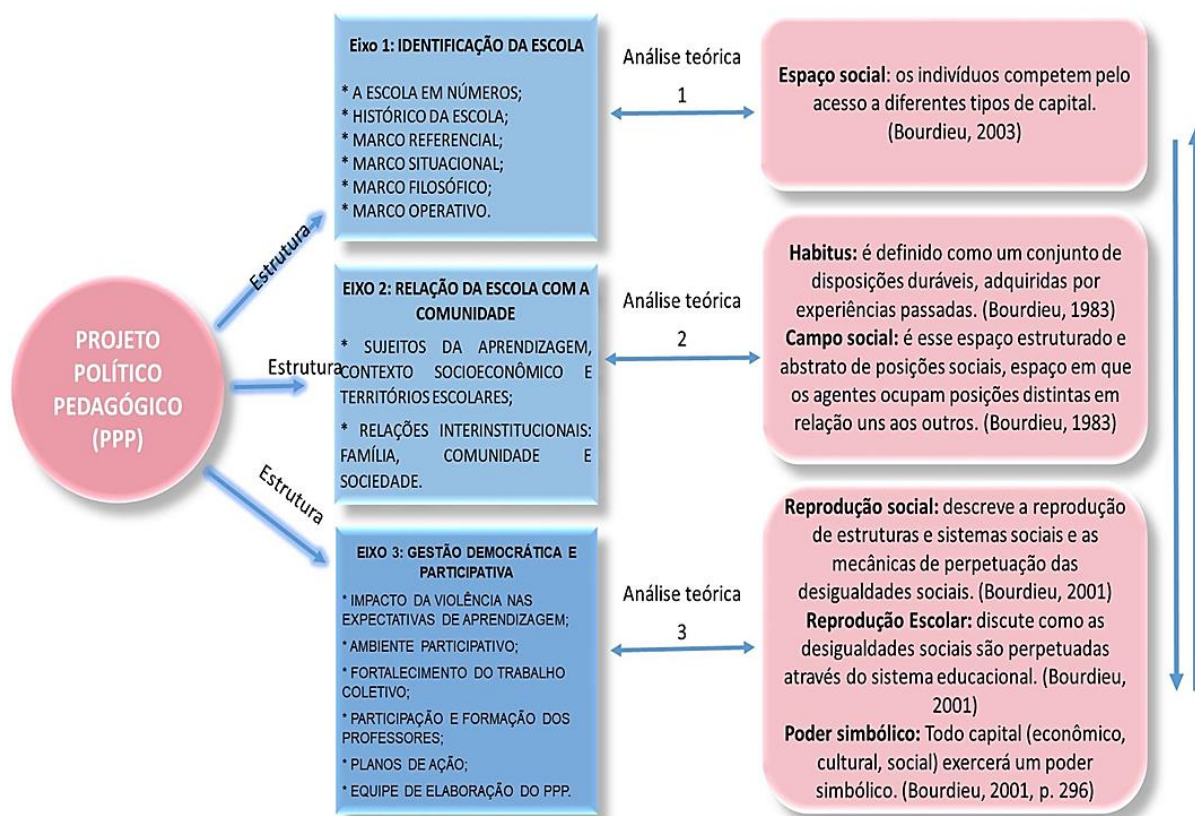 PROJETO
POLÍTICO
PEDAGÓGICO
(PPP)
Estrutura
Estrutura
Estrutura
Eixo 1: IDENTIFICAÇÃO DA ESCOLA
* A ESCOLA EM NÚMEROS;
* HISTÓRICO DA ESCOLA;
* MARCO REFERENCIAL;
* MARCO SITUACIONAL;
* MARCO FILOSÓFICO;
* MARCO OPERATIVO.
Análise teórica
1
Espaço social: os indivíduos competem pelo
acesso a diferentes tipos de capital.
(Bourdieu, 2003)
EIXO 2: RELAÇÃO DA ESCOLA COM A
COMUNIDADE
* SUJEITOS DA APRENDIZAGEM,
CONTEXTO SOCIOECONÔMICO E
TERRITÓRIOS ESCOLARES;
* RELAÇÕES INTERINSTITUCIONAIS:
FAMÍLIA, COMUNIDADE E
SOCIEDADE.
Análise teórica
2
Habitus: é definido como um conjunto de
disposições duráveis, adquiridas por
experiências passadas. (Bourdieu, 1983)
Campo social: é esse espaço estruturado e
abstrato de posições sociais, espaço em que
os agentes ocupam posições distintas em
relação uns aos outros. (Bourdieu, 1983)
EIXO 3: GESTÃO DEMOCRÁTICA E
PARTICIPATIVA
* IMPACTO DA VIOLÊNCIA NAS
EXPECTATIVAS DE APRENDIZAGEM;
* AMBIENTE PARTICIPATIVO;
* FORTALECIMENTO DO TRABALHO
COLETIVO;
* PARTICIPAÇÃO E FORMAÇÃO DOS
PROFESSORES;
* PLANOS DE AÇÃO;
* EQUIPE DE ELABORAÇÃO DO PPP.
Análise teórica
3
Reprodução social: descreve a reprodução
de estruturas e sistemas sociais e as
mecânicas de perpetuação das
desigualdades sociais. (Bourdieu, 2001)
Reprodução Escolar: discute como as
desigualdades sociais são perpetuadas
através do sistema educacional. (Bourdieu,
2001)
Poder simbólico: Todo capital (econômico,
cultural, social) exercerá um poder
simbólico. (Bourdieu, 2001, p. 296)